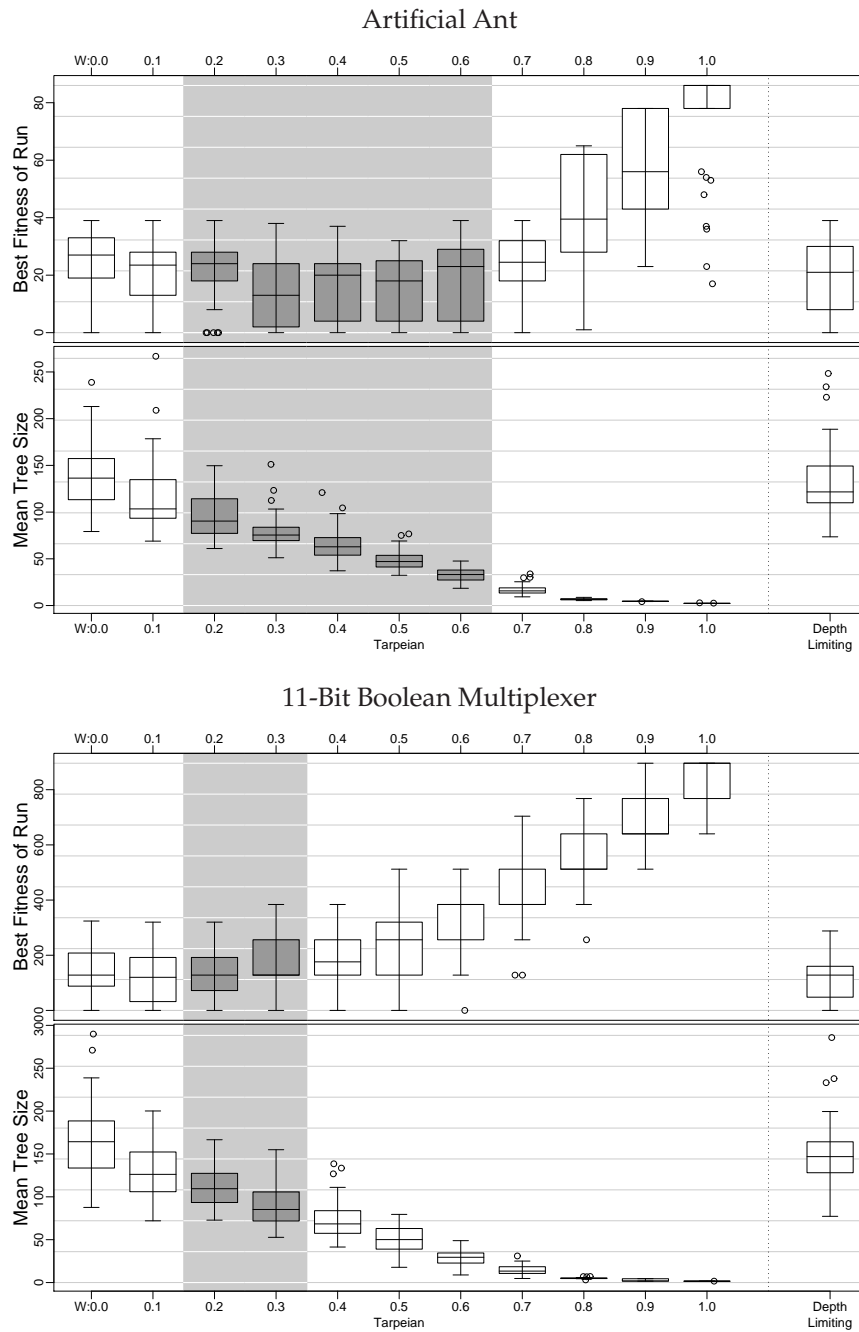 Artificial Ant
W:0.0 0.1 0.2 0.3 0.4 0.5 0.6 0.7 0.8 0.9 1.0
Best Fitness of Run
80
60
40
20
0
Mean Tree Size
250
200
150
100
50
0
W:0.0 0.1 0.2 0.3 0.4 0.5 0.6 0.7 0.8 0.9 1.0 Depth
Tarpeian Limiting
11-Bit Boolean Multiplexer
W:0.0 0.1 0.2 0.3 0.4 0.5 0.6 0.7 0.8 0.9 1.0
Best Fitness of Run
800
600
400
200
0
Mean Tree Size
300
250
200
150
100
50
0
W:0.0 0.1 0.2 0.3 0.4 0.5 0.6 0.7 0.8 0.9 1.0 Depth
Tarpeian Limiting